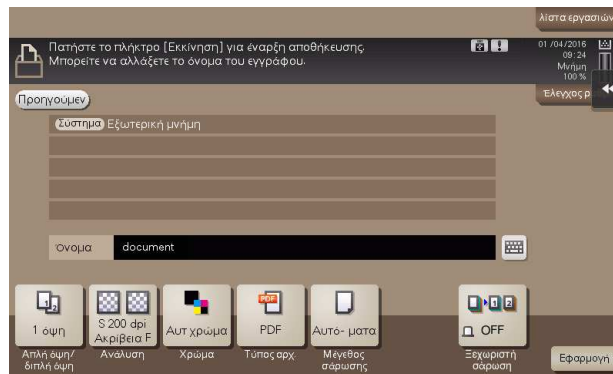 λίστα εργασιών
Πατήστε το πλήκτρο [Εκκίνηση] για έναρξη αποθήκευσης.
Μπορείτε να αλλάξετε το όνομα του εγγράφου.
01/04/2016
09:24
Μνήμη
100 %
Προηγούμεν
Έλεγχος ρ
Σύστημα Εξωτερική μνήμη
Όνομα document
1 όψη
S 200 dpi
Ακρίβεια F
Αυτ χρώμα
PDF
PDF
Αυτό- ματα
OFF
Απλή όψη/
διπλή όψη
Ανάλυση
Χρώμα
Τύπος αρχ.
Μέγεθος
σάρωσης
Ξεχωριστή
σάρωση
Εφαρμογή